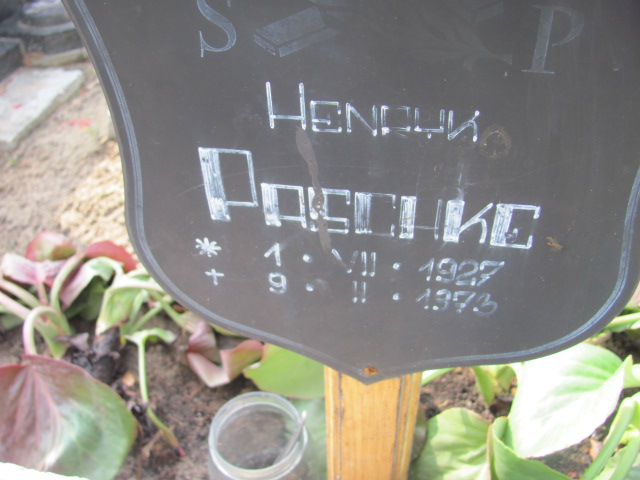 S P
HENRYK
PASCHKE
* 1 · VII · 1927
+ 9 · II · 1973